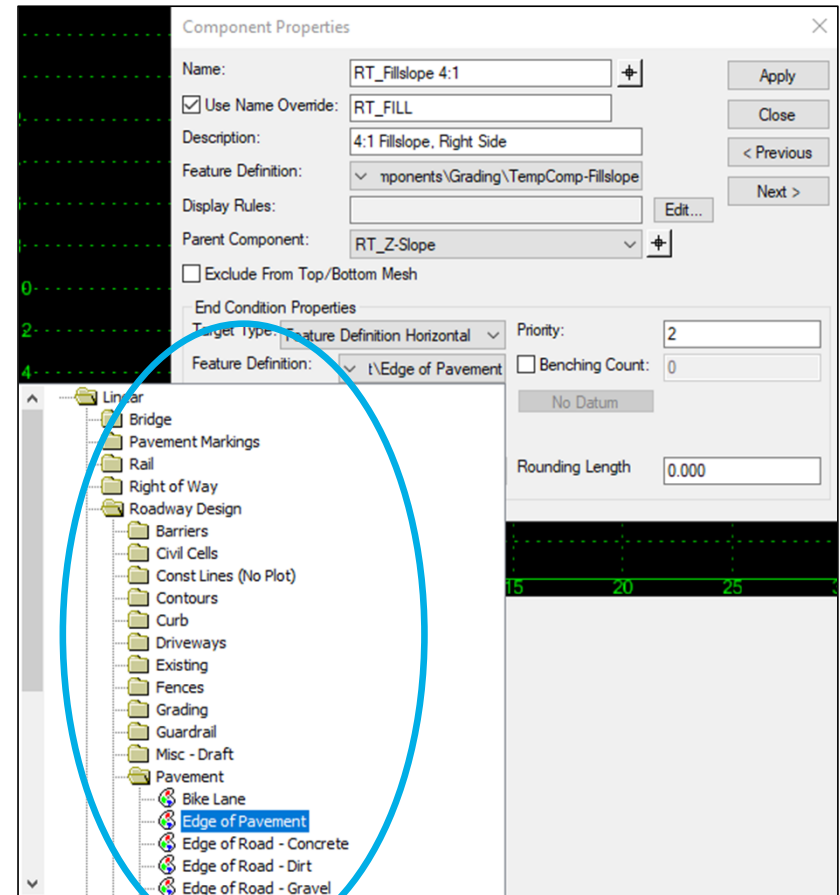 Component Properties
Name: RT_Fillslope 4:1 Apply
Use Name Override: RT_FILL Close
Description: 4:1 Fillslope, Right Side < Previous
Feature Definition: mponents\Grading\TempComp-Fillslope Next >
Display Rules: Edit...
Parent Component: RT_Z-Slope
Exclude From Top/Bottom Mesh
0
End Condition Properties
2 Target Type: Feature Definition Horizontal Priority: 2
4 Feature Definition: t\Edge of Pavement Benching Count: 0
Linear No Datum
Bridge
Pavement Markings
Rail Rounding Length 0.000
Right of Way
Roadway Design
Barriers
Civil Cells
Const Lines (No Plot) 15 20 25
Contours
Curb
Driveways
Existing
Fences
Grading
Guardrail
Misc - Draft
Pavement
Bike Lane
Edge of Pavement
Edge of Road - Concrete
Edge of Road - Dirt
Edge of Road - Gravel